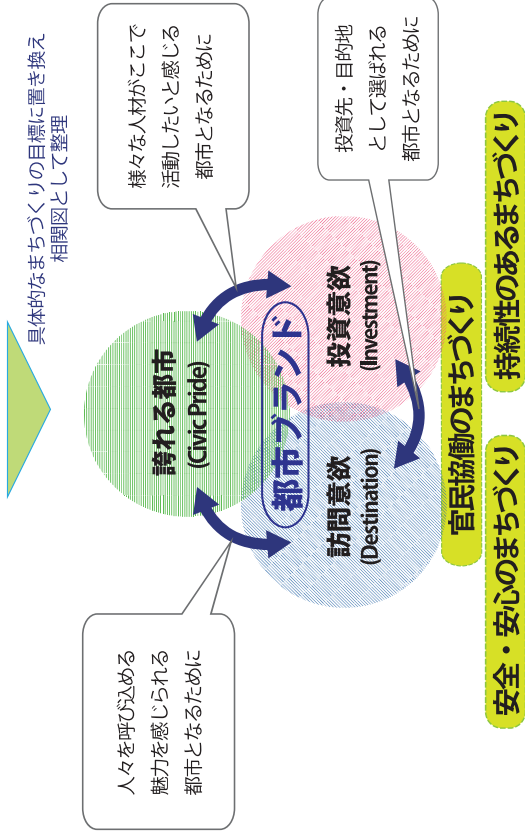 具体的なまちづくりの目標に置き換え
相関図として整理
人々を呼び込める
魅力を感じられる
都市となるために
様々な人材がここで
活動したいと感じる
都市となるために
誇れる都市
(Civic Pride)
都市ブランド
訪問意欲
(Destination)
投資意欲
(Investment)
投資先・目的地
として選ばれる
都市となるために
官民協働のまちづくり
安全・安心のまちづくり
持続性のあるまちづくり